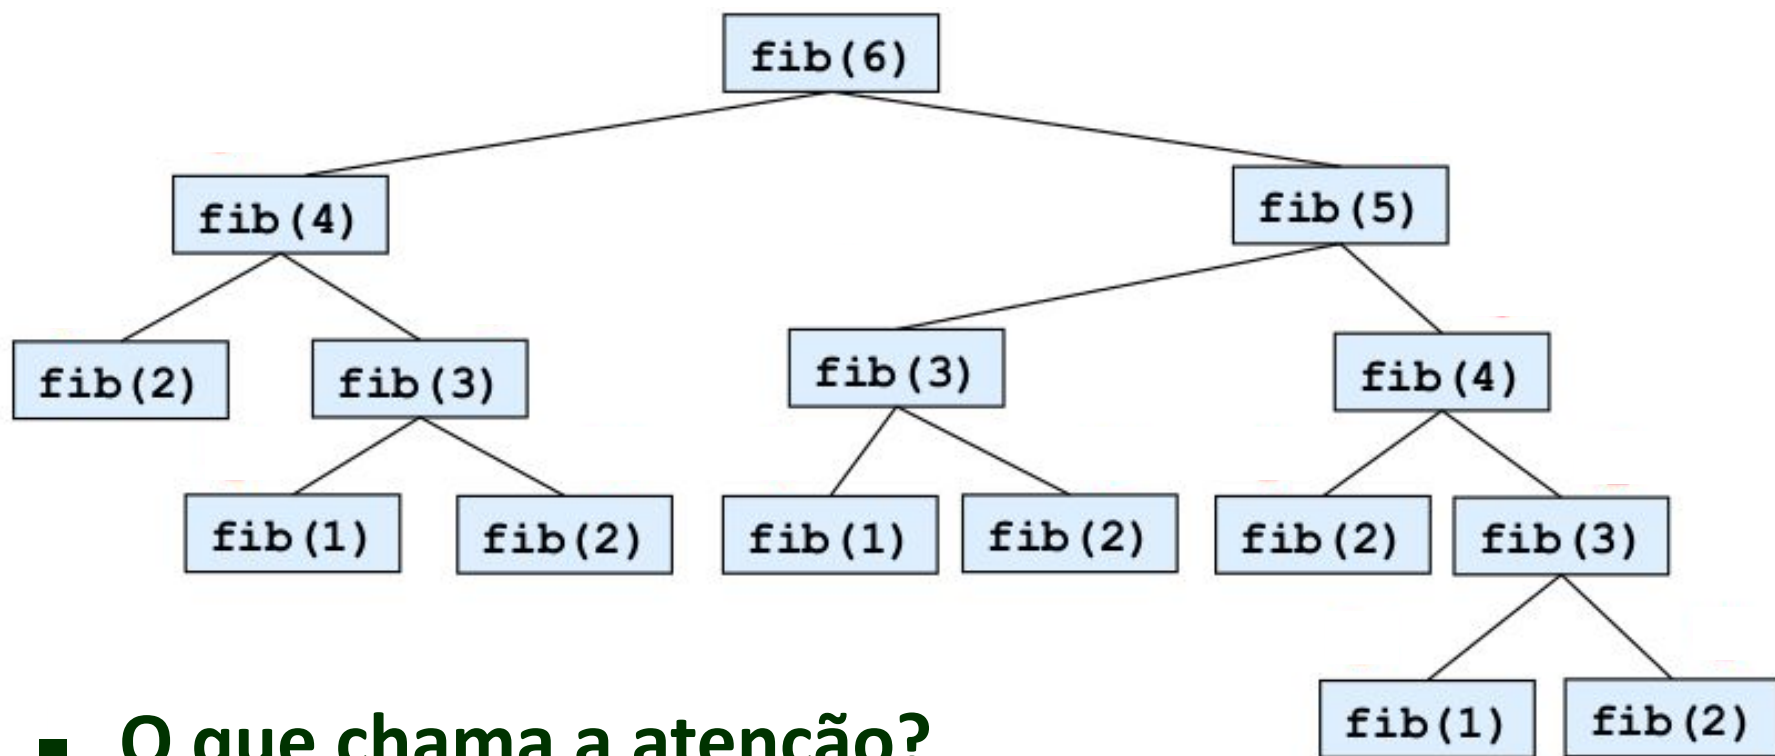 fib(6)
fib(4)
fib(5)
fib(2)
fib(3)
fib(3)
fib(4)
fib(1)
fib(2)
fib(1)
fib(2)
fib(2)
fib(3)
fib(1)
fib(2)
▪ O que chama a atenção?